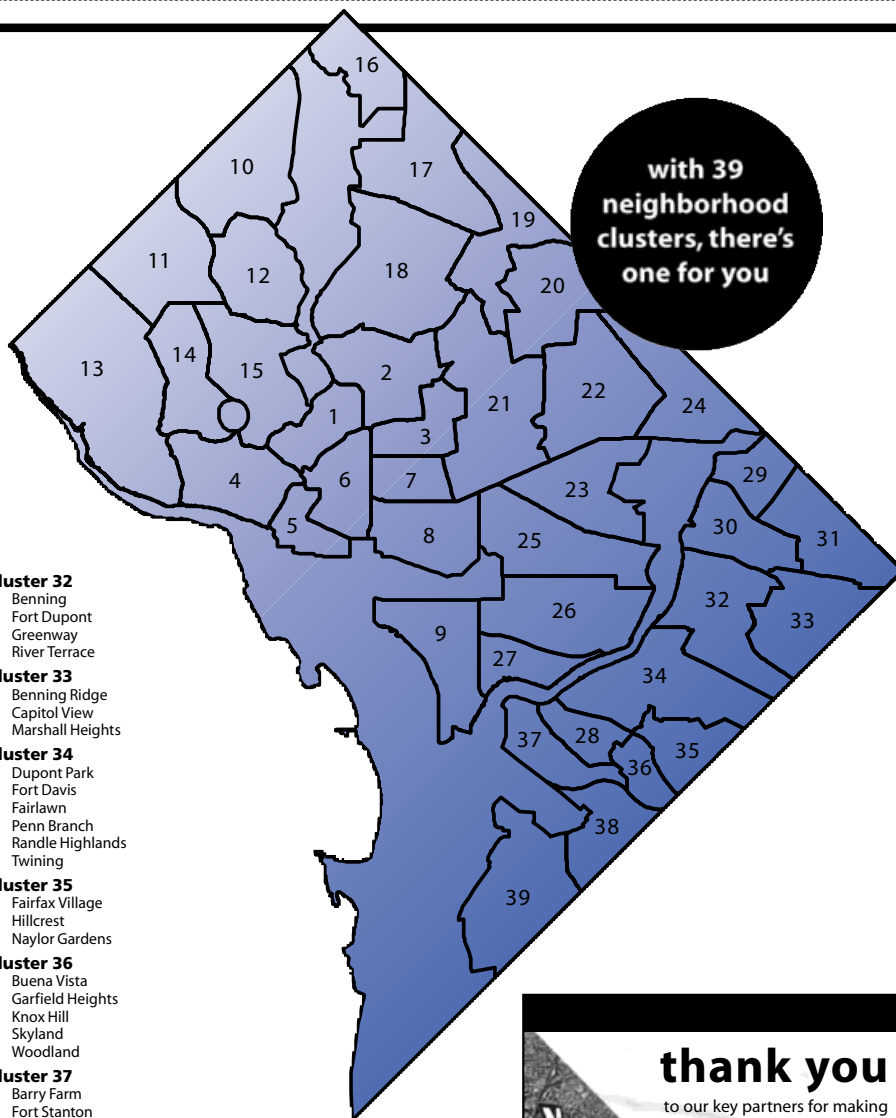 16
10
17
19
11
12
18
20
with 39
neighborhood
clusters, there's
one for you
13
14
15
2
1
3
21
22
24
4
6
7
23
29
5
8
25
30
31
9
26
27
32
33
34
37
28
36
35
38
39
luster 32
Benning
Fort Dupont
Greenway
River Terrace
luster 33
Benning Ridge
Capitol View
Marshall Heights
luster 34
Dupont Park
Fort Davis
Fairlawn
Penn Branch
Randle Highlands
Twining
luster 35
Fairfax Village
Hillcrest
Naylor Gardens
luster 36
Buena Vista
Garfield Heights
Knox Hill
Skyland
Woodland
luster 37
Barry Farm
Fort Stanton
thank you
to our key partners for making